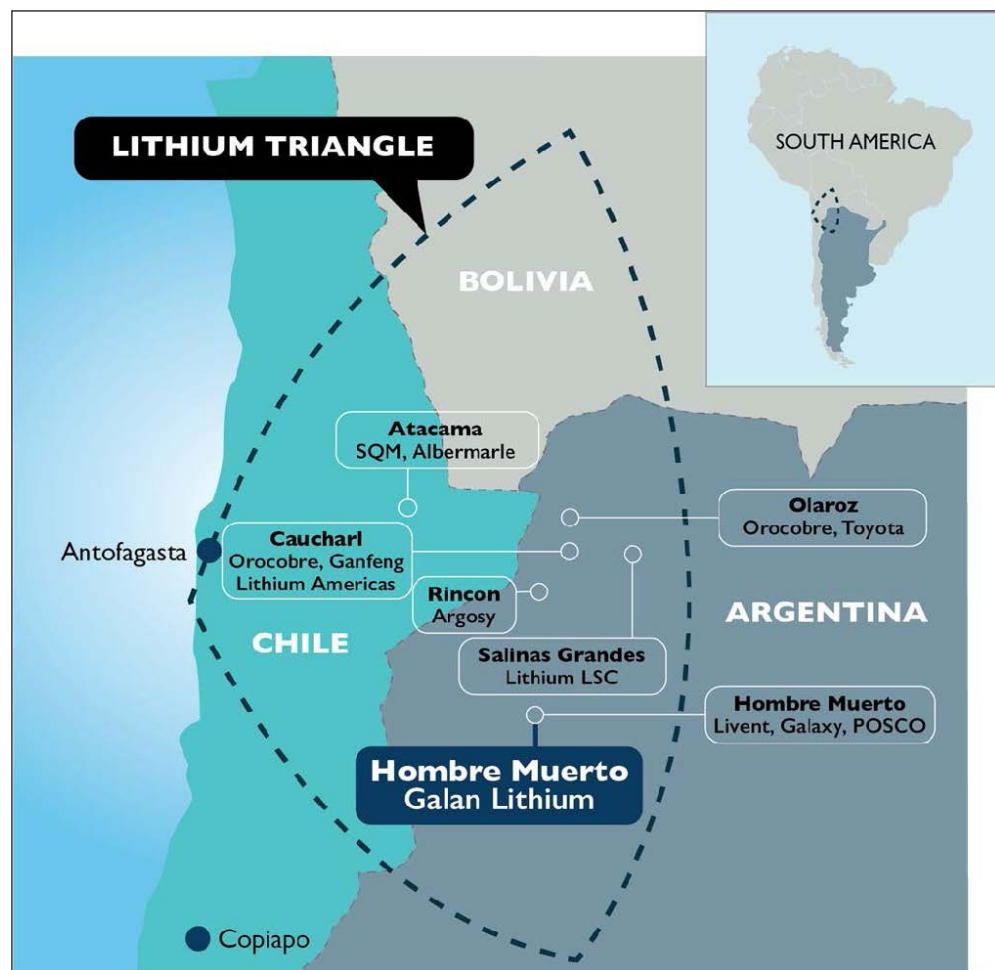 SOUTH AMERICA
LITHIUM TRIANGLE
BOLIVIA
Atacama
SQM, Albermarle
Olaroz
Orocobre, Toyota
Antofagasta
Caucharl
Orocobre, Ganfeng
Lithium Americas
Rincon
Argosy
ARGENTINA
CHILE
Salinas Grandes
Lithium LSC
Hombre Muerto
Livent, Galaxy, POSCO
Hombre Muerto
Galan Lithium
Copiapo